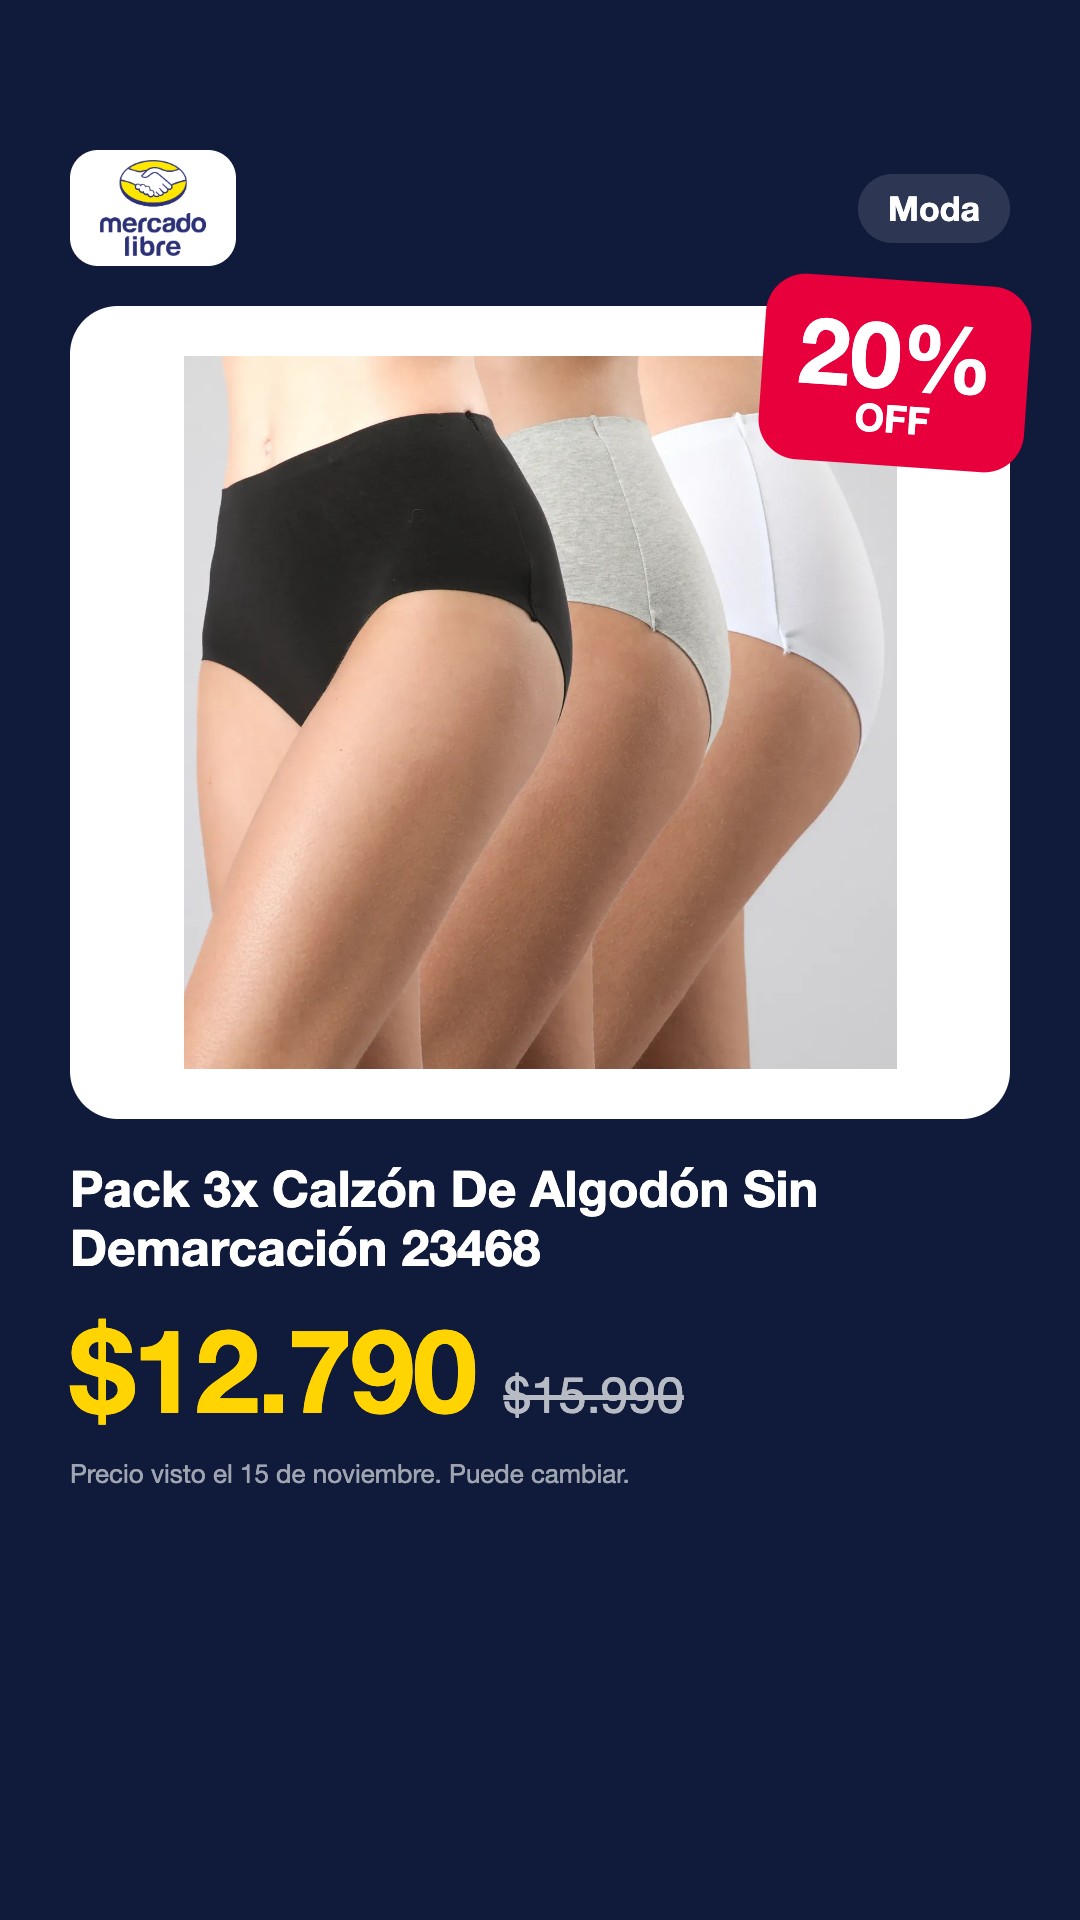 mercado
libre
Moda
20%
OFF
Pack 3x Calzón De Algodón Sin
Demarcación 23468
$12.790 $15.990
Precio visto el 15 de noviembre. Puede cambiar.